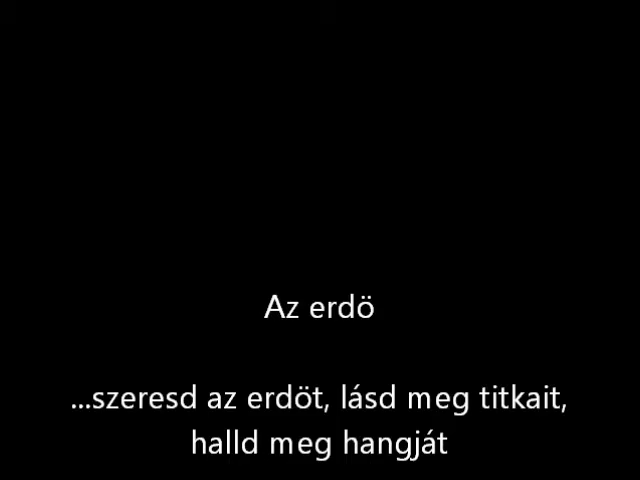 Az erdö
...szeresd az erdöt, lásd meg titkait,
halld meg hangját